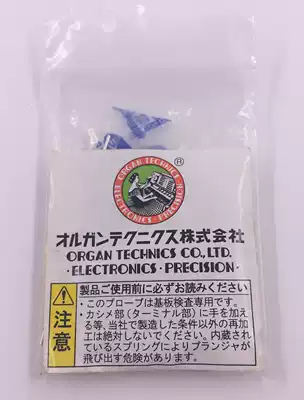 ORGAN TECHNICS
ELECTRONICS PRECISION
®
オルガンテクニクス株式会社
ORGAN TECHNICS CO., LTD.
·ELECTRONICS·PRECISION·
注意
製品ご使用前に必ずお読みください
・このプローブは基板検査専用です。
・カシメ部(ターミナル部)に手を加え
る等、当社で製造した条件以外の再加
工は絶対しないでください。内蔵されて
いるスプリングによりプランジャが
飛び出す危険があります。